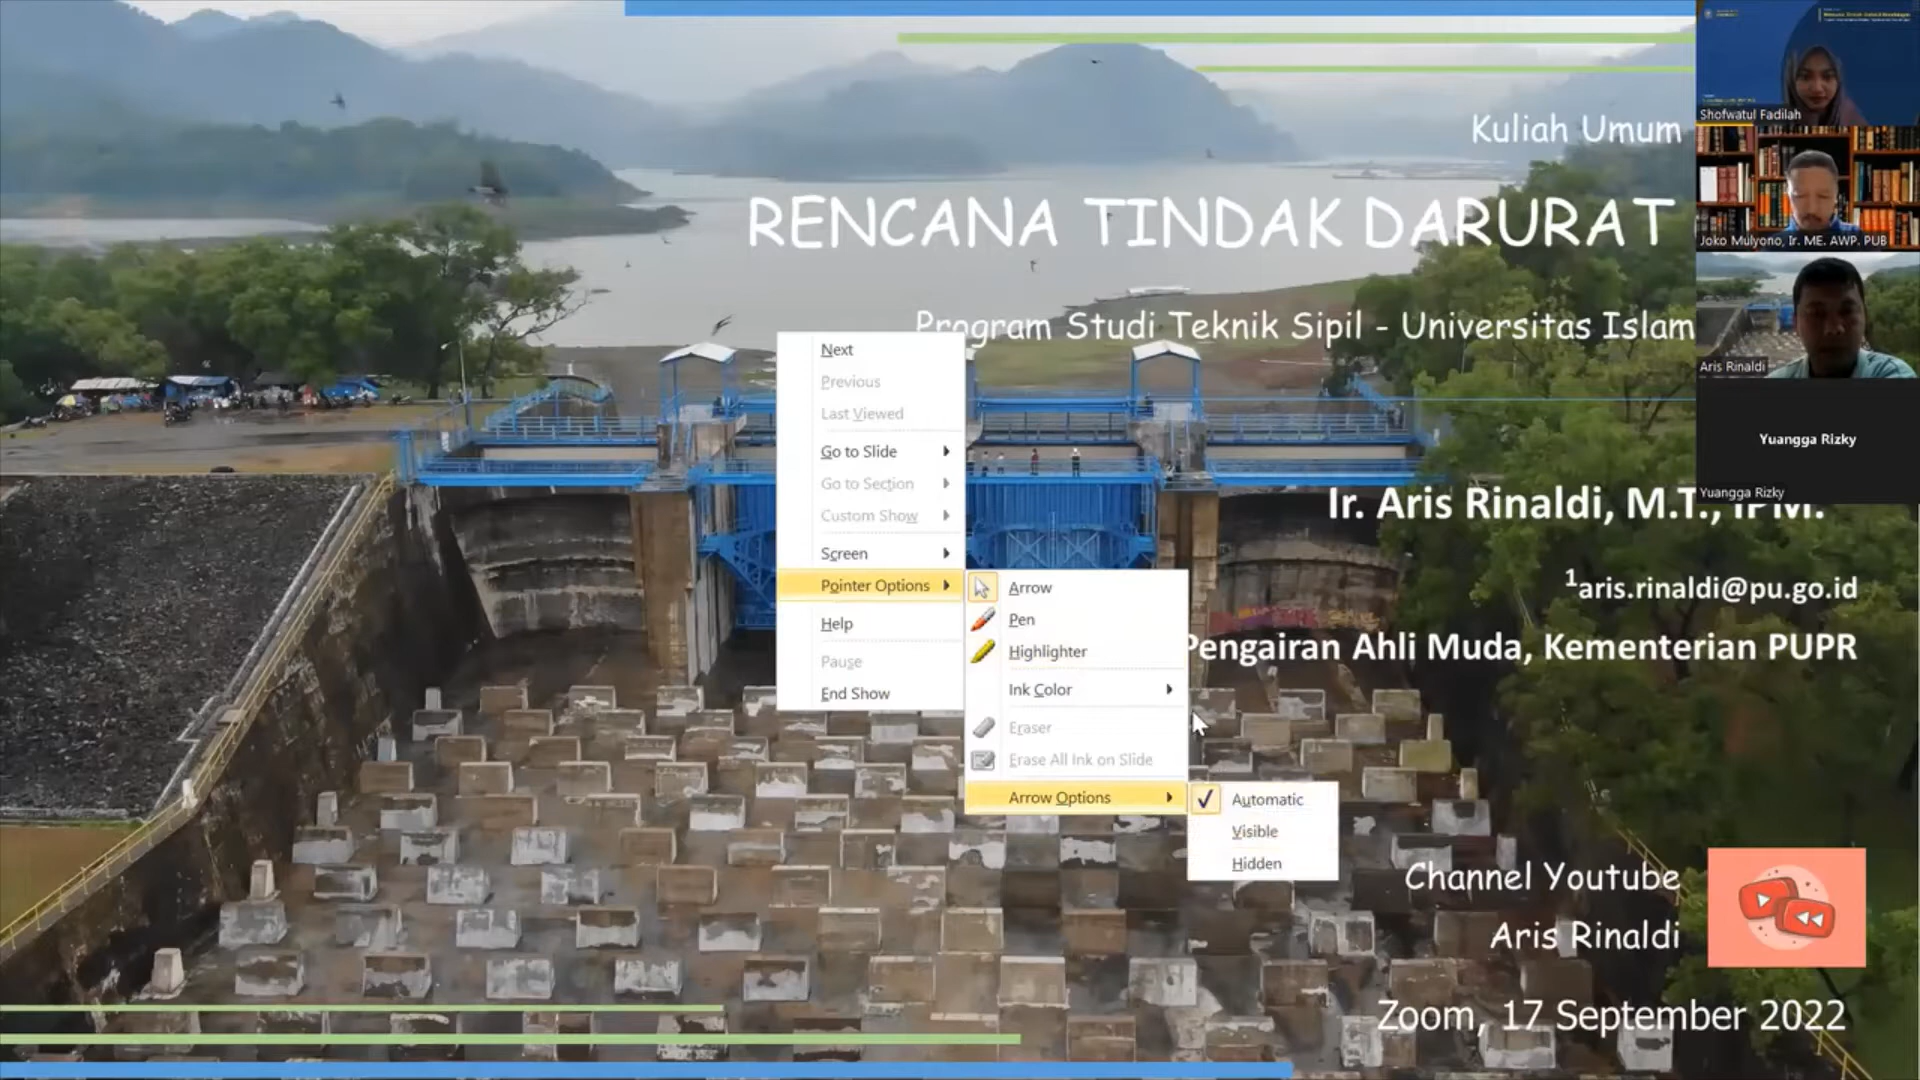 Kuliah Umum
RENCANA TINDAK DARURAT
Program Studi Teknik Sipil - Universitas Islam
Ir. Aris Rinaldi, M.T., IPM.
¹aris.rinaldi@pu.go.id
Pengairan Ahli Muda, Kementerian PUPR
Channel Youtube
Aris Rinaldi
Zoom, 17 September 2022
Next
Previous
Last Viewed
Go to Slide
Go to Section
Custom Show
Screen
Pointer Options
Help
Pause
End Show
Arrow
Pen
Highlighter
Ink Color
Eraser
Erase All Ink on Slide
Arrow Options
Automatic
Visible
Hidden
Shofwatul Fadilah
Joko Mulyono, Ir. ME. AWP. PUB
Aris Rinaldi
Yuangga Rizky
Yuangga Rizky